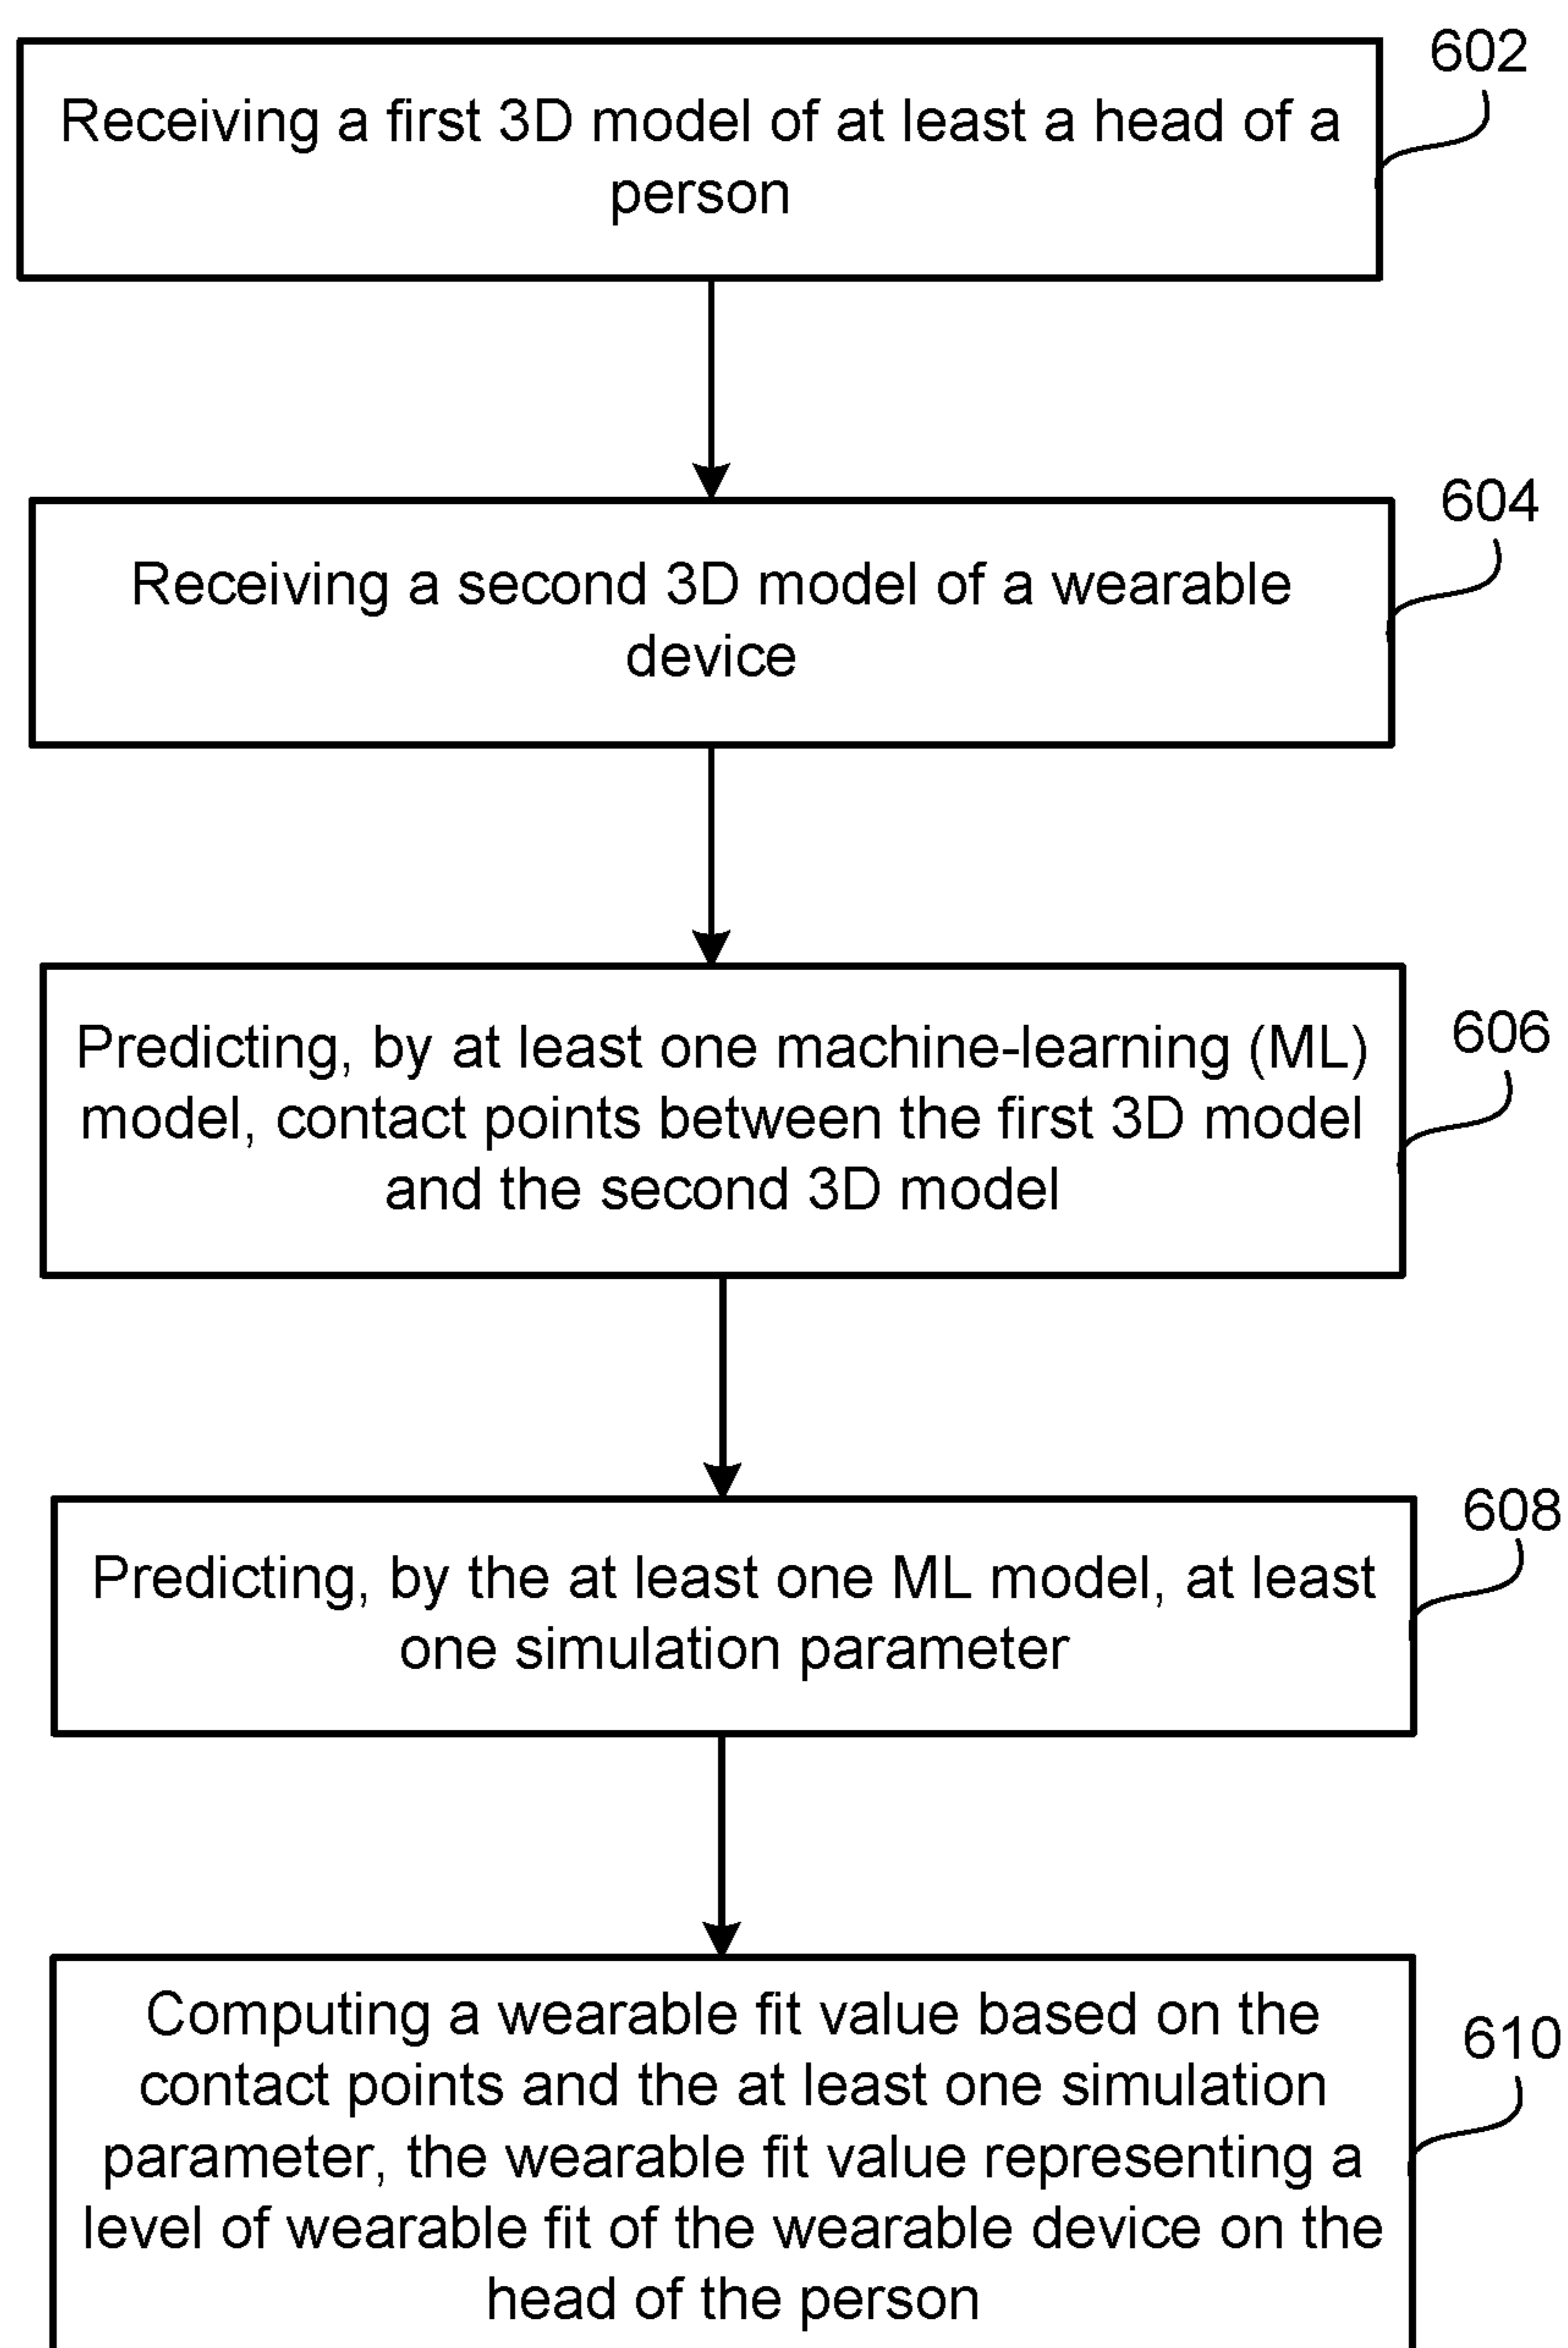 602
Receiving a first 3D model of at least a head of a
person
604
Receiving a second 3D model of a wearable
device
606
Predicting, by at least one machine-learning (ML)
model, contact points between the first 3D model
and the second 3D model
608
Predicting, by the at least one ML model, at least
one simulation parameter
610
Computing a wearable fit value based on the
contact points and the at least one simulation
parameter, the wearable fit value representing a
level of wearable fit of the wearable device on the
head of the person